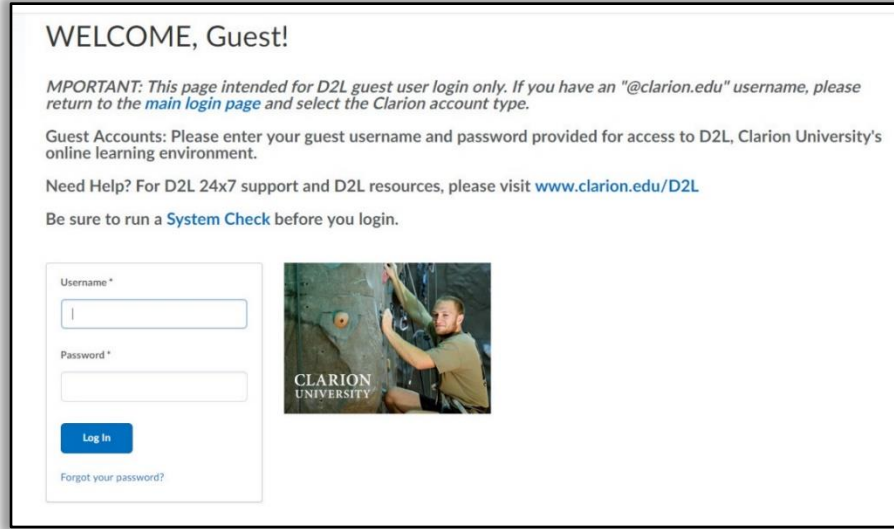 WELCOME, Guest!
MPORTANT: This page intended for D2L guest user login only. If you have an "@clarion.edu" username, please
return to the main login page and select the Clarion account type.
Guest Accounts: Please enter your guest username and password provided for access to D2L, Clarion University's
online learning environment.
Need Help? For D2L 24x7 support and D2L resources, please visit www.clarion.edu/D2L
Be sure to run a System Check before you login.
Username *
Password *
Log In
Forgot your password?
CLARION
UNIVERSITY